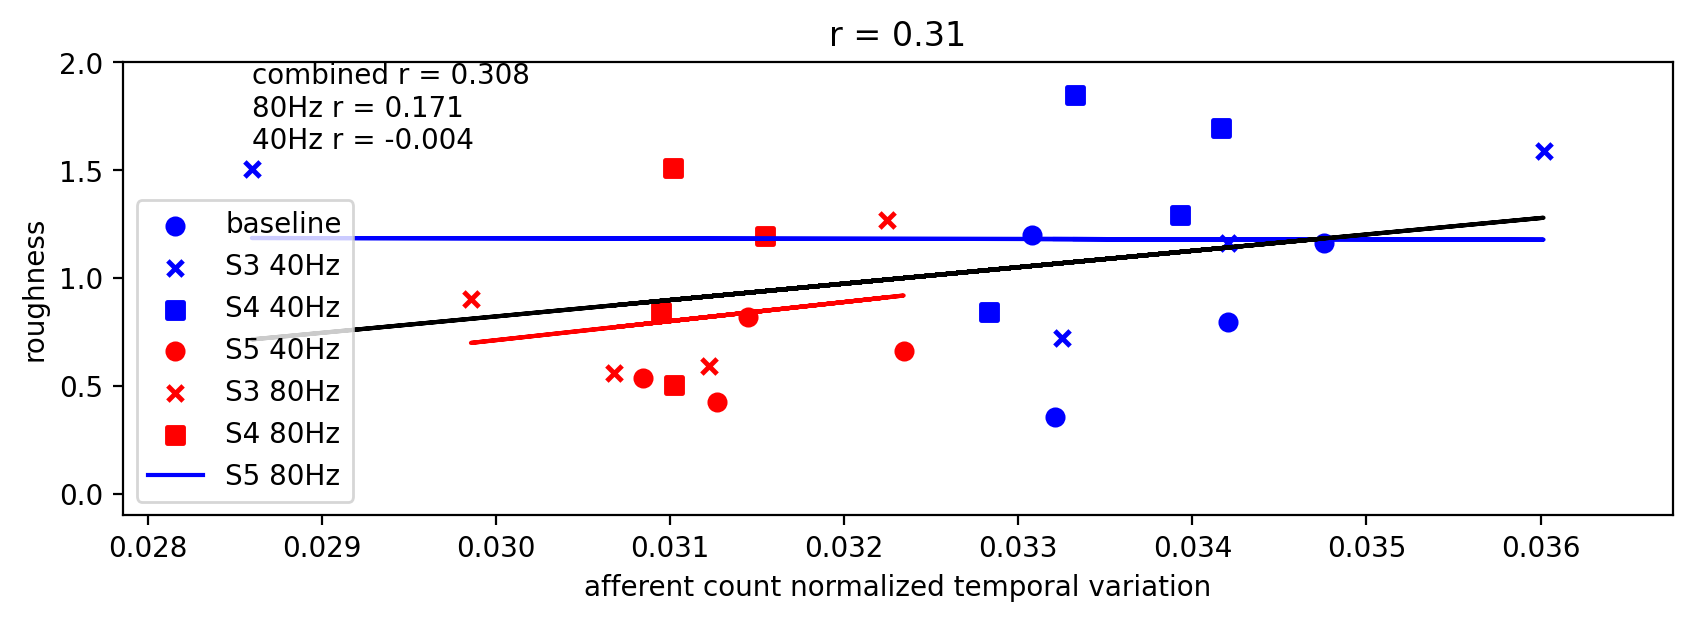 r = 0.31
combined r = 0.308
80Hz r = 0.171
40Hz r = -0.004
2.0
1.5
1.0
0.5
0.0
roughness
baseline
S3 40Hz
S4 40Hz
S5 40Hz
S3 80Hz
S4 80Hz
S5 80Hz
0.028 0.029 0.030 0.031 0.032 0.033 0.034 0.035 0.036
afferent count normalized temporal variation